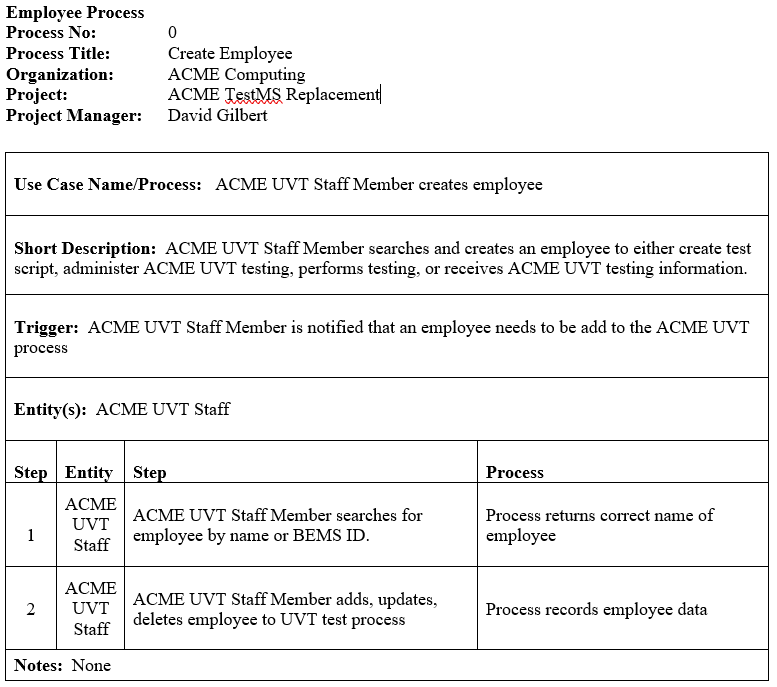 Employee Process
Process No: 0
Process Title: Create Employee
Organization: ACME Computing
Project: ACME TestMS Replacement
Project Manager: David Gilbert
Use Case Name/Process: ACME UVT Staff Member creates employee
Short Description: ACME UVT Staff Member searches and creates an employee to either create test
script, administer ACME UVT testing, performs testing, or receives ACME UVT testing information.
Trigger: ACME UVT Staff Member is notified that an employee needs to be add to the ACME UVT
process
Entity(s): ACME UVT Staff
Step Entity Step Process
1
ACME
UVT
Staff
ACME UVT Staff Member searches for
employee by name or BEMS ID.
Process returns correct name of
employee
2
ACME
UVT
Staff
ACME UVT Staff Member adds, updates,
deletes employee to UVT test process
Process records employee data
Notes: None